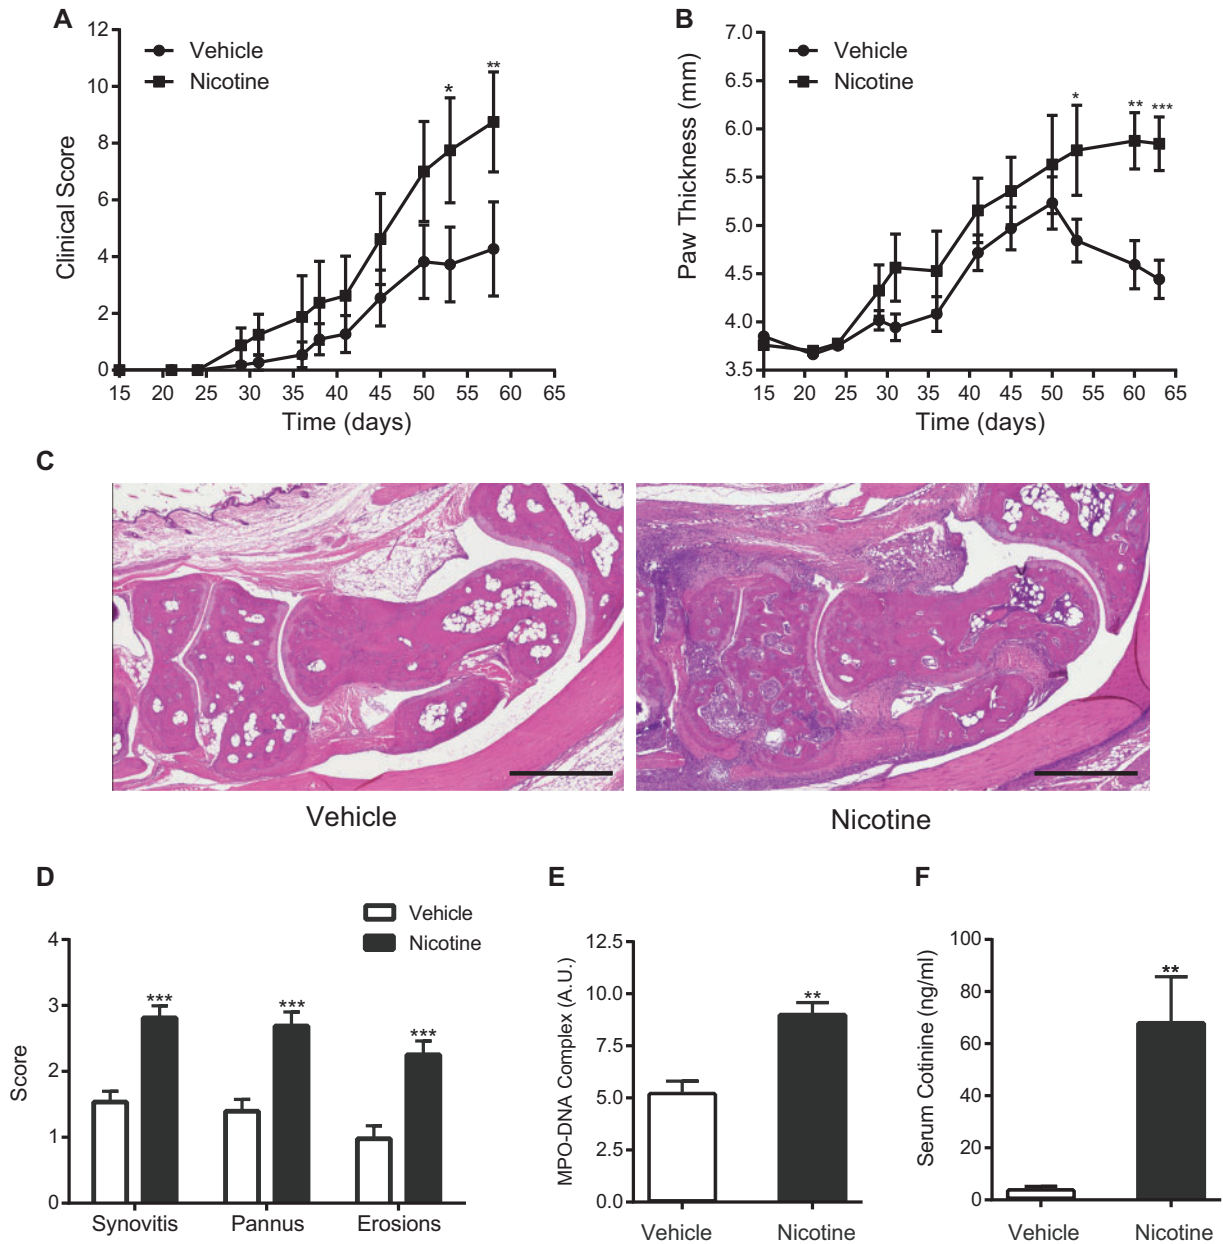 A
12
10
8
6
4
2
0
Clinical Score
Vehicle
Nicotine
*
**
15 20 25 30 35 40 45 50 55 60 65
Time (days)
B
7.0
6.5
6.0
5.5
5.0
4.5
4.0
3.5
Paw Thickness (mm)
Vehicle
Nicotine
*
** ***
15 20 25 30 35 40 45 50 55 60 65
Time (days)
C
Vehicle
Nicotine
D
Vehicle
Nicotine
4
3
2
1
0
Score
*** *** ***
Synovitis Pannus Erosions
E
12.5
10.0
7.5
5.0
2.5
0.0
MPO-DNA Complex (A.U.)
**
Vehicle Nicotine
F
100
80
60
40
20
0
Serum Cotinine (ng/ml)
**
Vehicle Nicotine